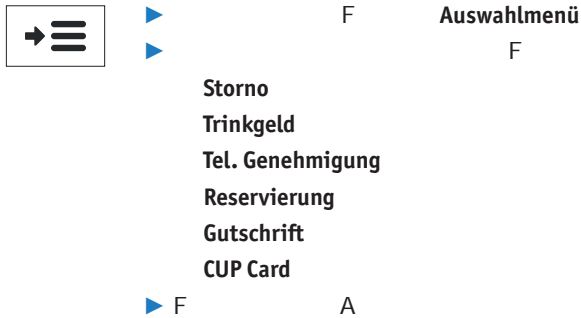 F Auswahlmenü
F
Storno
Trinkgeld
Tel. Genehmigung
Reservierung
Gutschrift
CUP Card
F A